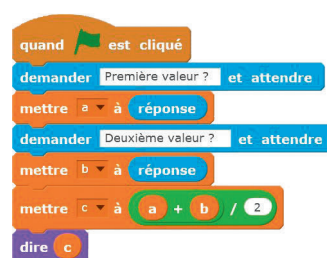 quand est cliqué
demander Première valeur ? et attendre
mettre a à réponse
demander Deuxième valeur ? et attendre
mettre b à réponse
mettre c à a + b / 2
dire c